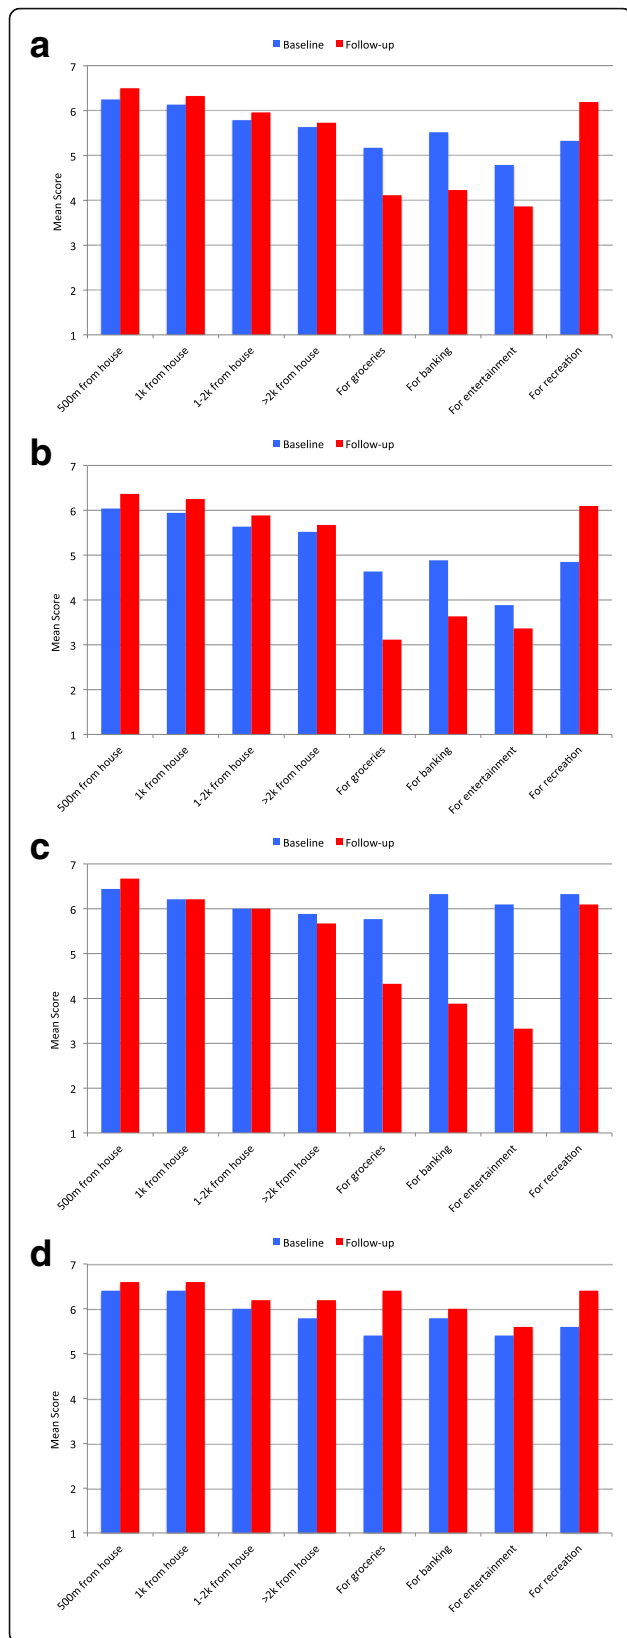 a
Baseline Follow-up
7
6
5
4
3
2
1
Mean Score
500m from house
1k from house
1-2k from house
>2k from house
For groceries
For banking
For entertainment
For recreation
b
Baseline Follow-up
7
6
5
4
3
2
1
Mean Score
500m from house
1k from house
1-2k from house
>2k from house
For groceries
For banking
For entertainment
For recreation
c
Baseline Follow-up
7
6
5
4
3
2
1
Mean Score
500m from house
1k from house
1-2k from house
>2k from house
For groceries
For banking
For entertainment
For recreation
d
Baseline Follow-up
7
6
5
4
3
2
1
Mean Score
500m from house
1k from house
1-2k from house
>2k from house
For groceries
For banking
For entertainment
For recreation